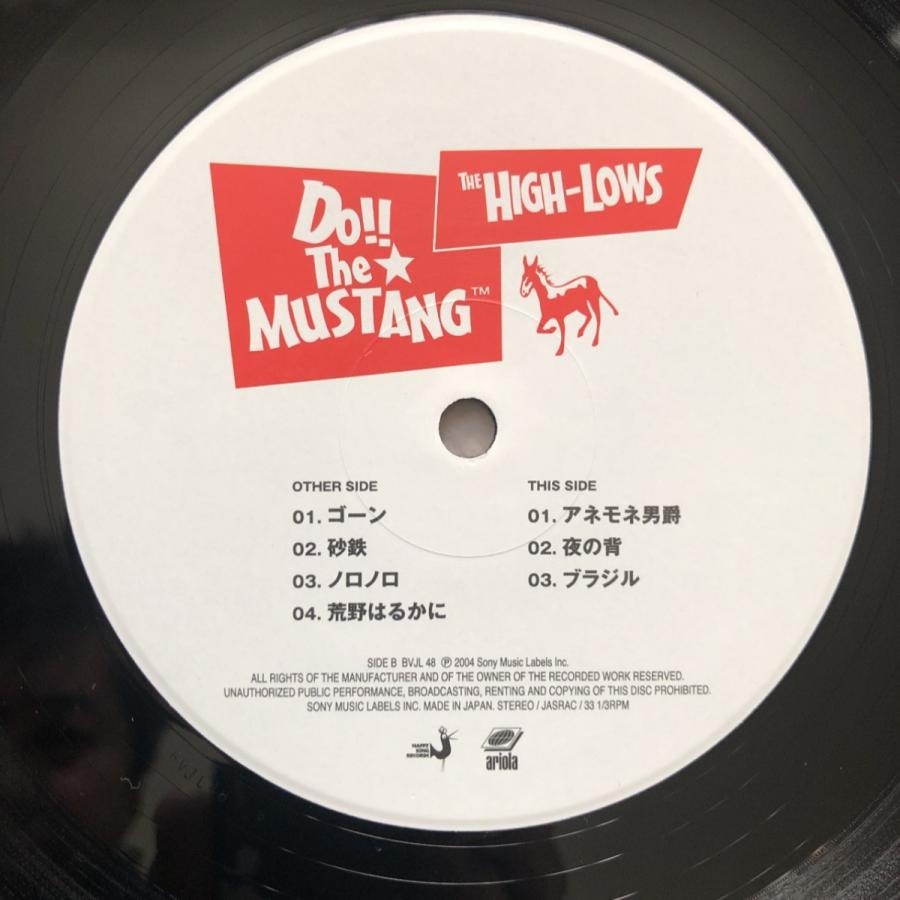 Do!!
The★
MUSTANG™
THE HIGH-LOWS
OTHER SIDE
01. ゴーン
02. 砂鉄
03. ノロノロ
04. 荒野はるかに
THIS SIDE
01. アネモネ男爵
02. 夜の背
03. ブラジル
SIDE B BVJL 48 ℗ 2004 Sony Music Labels Inc.
ALL RIGHTS OF THE MANUFACTURER AND OF THE OWNER OF THE RECORDED WORK RESERVED.
UNAUTHORIZED PUBLIC PERFORMANCE, BROADCASTING, RENTING AND COPYING OF THIS DISC PROHIBITED.
SONY MUSIC LABELS INC. MADE IN JAPAN. STEREO / JASRAC / 33 1/3RPM
HAPPY
SONG
RECORDS
ariola